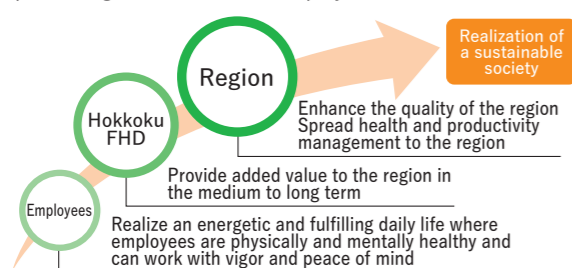 Realization of
a sustainable
society
Region
Enhance the quality of the region
Spread health and productivity
management to the region
Hokkoku
FHD
Provide added value to the region in
the medium to long term
Employees
Realize an energetic and fulfilling daily life where
employees are physically and mentally healthy and
can work with vigor and peace of mind